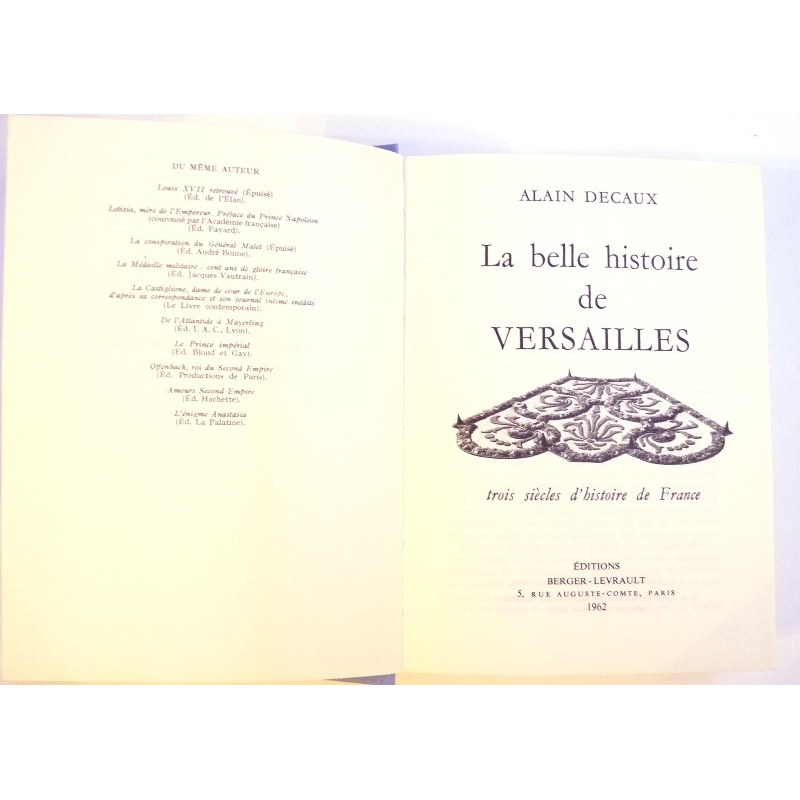 DU MÊME AUTEUR
Louis XVII retrouvé (Épuisé)
(Éd. de l'Élan).
Letizia, mère de l'Empereur. Préface du Prince Napoléon
(couronné par l'Académie française)
(Éd. Fayard).
La conspiration du Général Malet (Épuisé)
(Éd. André Bonne).
La Médaille militaire : cent ans de gloire française
(Éd. Jacques Vautrain).
La Castiglione, dame de cœur de l'Europe,
d'après sa correspondance et son journal intime inédits
(Le Livre contemporain).
De l'Atlantide à Mayerling
(Éd. I. A. C., Lyon).
Le Prince impérial
(Éd. Bloud et Gay).
Offenbach, roi du Second Empire
(Éd. Productions de Paris).
Amours Second Empire
(Éd. Hachette).
L'énigme Anastasia
(Éd. La Palatine).
ALAIN DECAUX
La belle histoire
de
VERSAILLES
trois siècles d'histoire de France
ÉDITIONS
BERGER-LEVRAULT
5, RUE AUGUSTE-COMTE, PARIS
1962